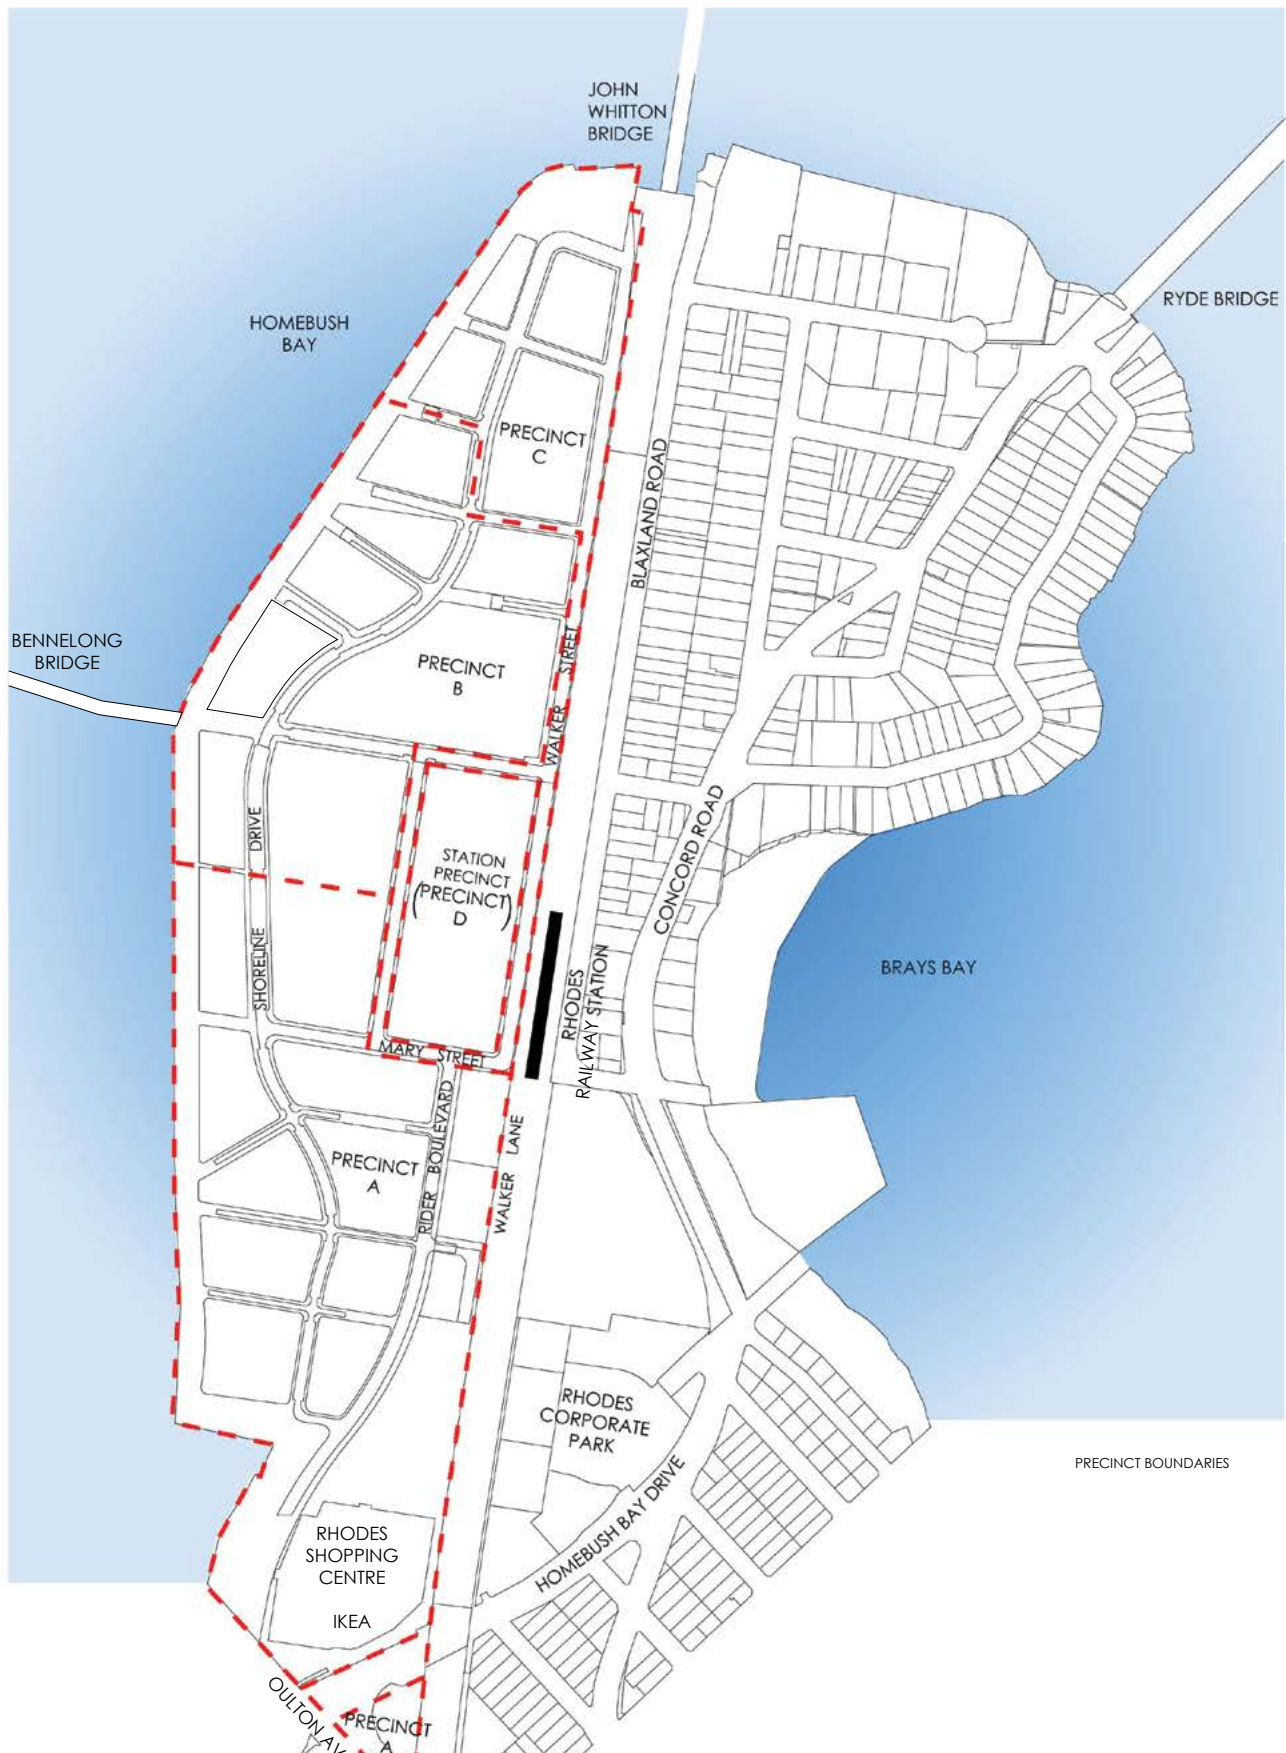 JOHN
WHITTON
BRIDGE
RYDE BRIDGE
HOMEBUSH
BAY
PRECINCT
C
BLAXLAND ROAD
BENNELONG
BRIDGE
PRECINCT
B
WALKER STREET
DRIVE
SHORELINE
STATION
PRECINCT
(PRECINCT)
D
CONCORD ROAD
BRAYS BAY
RHODES
RAILWAY STATION
MARY STREET
RIDER BOULEVARD
WALKER LANE
PRECINCT
A
RHODES
CORPORATE
PARK
PRECINCT BOUNDARIES
HOMEBUSH BAY DRIVE
RHODES
SHOPPING
CENTRE
IKEA
OULTON AV
PRECINCT
A